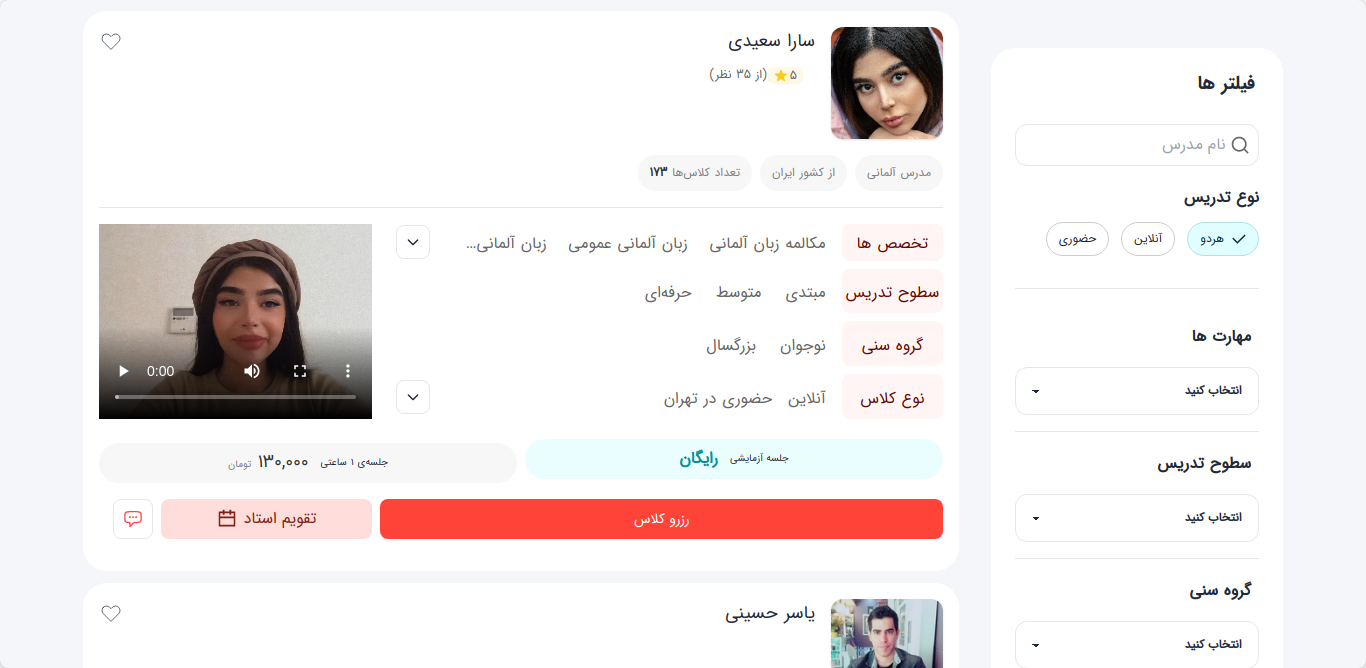 فیلتر ها
نام مدرس
نوع تدریس
هردو
آنلاین
حضوری
مهارت ها
انتخاب کنید
سطوح تدریس
انتخاب کنید
گروه سنی
انتخاب کنید
سارا سعیدی
۵ (از ۳۵ نظر)
مدرس آلمانی
از کشور ایران
تعداد کلاس‌ها ۱۷۳
تخصص ها مکالمه زبان آلمانی زبان آلمانی عمومی زبان آلمانی...
سطوح تدریس مبتدی متوسط حرفه‌ای
گروه سنی نوجوان بزرگسال
نوع کلاس آنلاین حضوری در تهران
0:00
جلسه آزمایشی رایگان
جلسه‌ی ۱ ساعتی ۱۳۰,۰۰۰ تومان
رزرو کلاس
تقویم استاد
یاسر حسینی